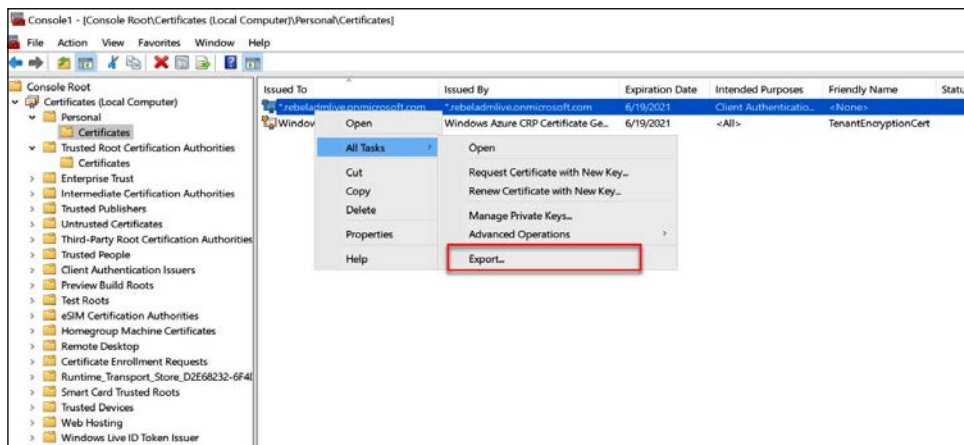 Console1 - [Console Root\Certificates (Local Computer)\Personal\Certificates]
File Action View Favorites Window Help
Console Root
Certificates (Local Computer)
Personal
Certificates
Trusted Root Certification Authorities
Certificates
Enterprise Trust
Intermediate Certification Authorities
Trusted Publishers
Untrusted Certificates
Third-Party Root Certification Authorities
Trusted People
Client Authentication Issuers
Preview Build Roots
Test Roots
eSIM Certification Authorities
Homegroup Machine Certificates
Remote Desktop
Certificate Enrollment Requests
Runtime_Transport_Store_D2E68232-6F4
Smart Card Trusted Roots
Trusted Devices
Web Hosting
Windows Live ID Token Issuer
Issued To Issued By Expiration Date Intended Purposes Friendly Name Statu
*.rebeladmlive.onmicrosoft.com *.rebeladmlive.onmicrosoft.com 6/19/2021 Client Authenticatio... <None>
Window Windows Azure CRP Certificate Ge... 6/19/2021 <All> TenantEncryptionCert
Open
All Tasks
Cut
Copy
Delete
Properties
Help
Open
Request Certificate with New Key...
Renew Certificate with New Key...
Manage Private Keys...
Advanced Operations
Export...